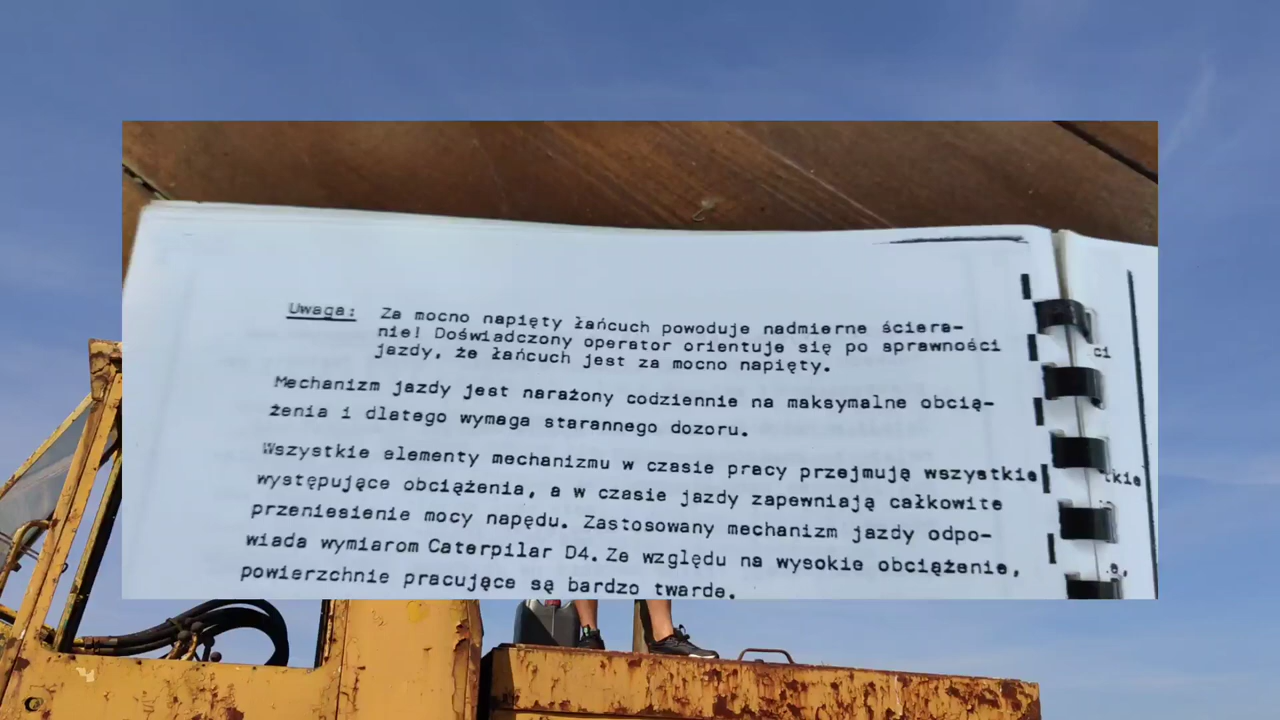 Uwaga: Za mocno napięty łańcuch powoduje nadmierne ściera-
nie! Doświadczony operator orientuje się po sprawności
jazdy, że łańcuch jest za mocno napięty.
Mechanizm jazdy jest narażony codziennie na maksymalne obcią-
żenia i dlatego wymaga starannego dozoru.
Wszystkie elementy mechanizmu w czasie pracy przejmują wszystkie
występujące obciążenia, a w czasie jazdy zapewniają całkowite
przeniesienie mocy napędu. Zastosowany mechanizm jazdy odpo-
wiada wymiarom Caterpilar D4. Ze względu na wysokie obciążenie,
powierzchnie pracujące są bardzo twarde.
ci
tkie
e,